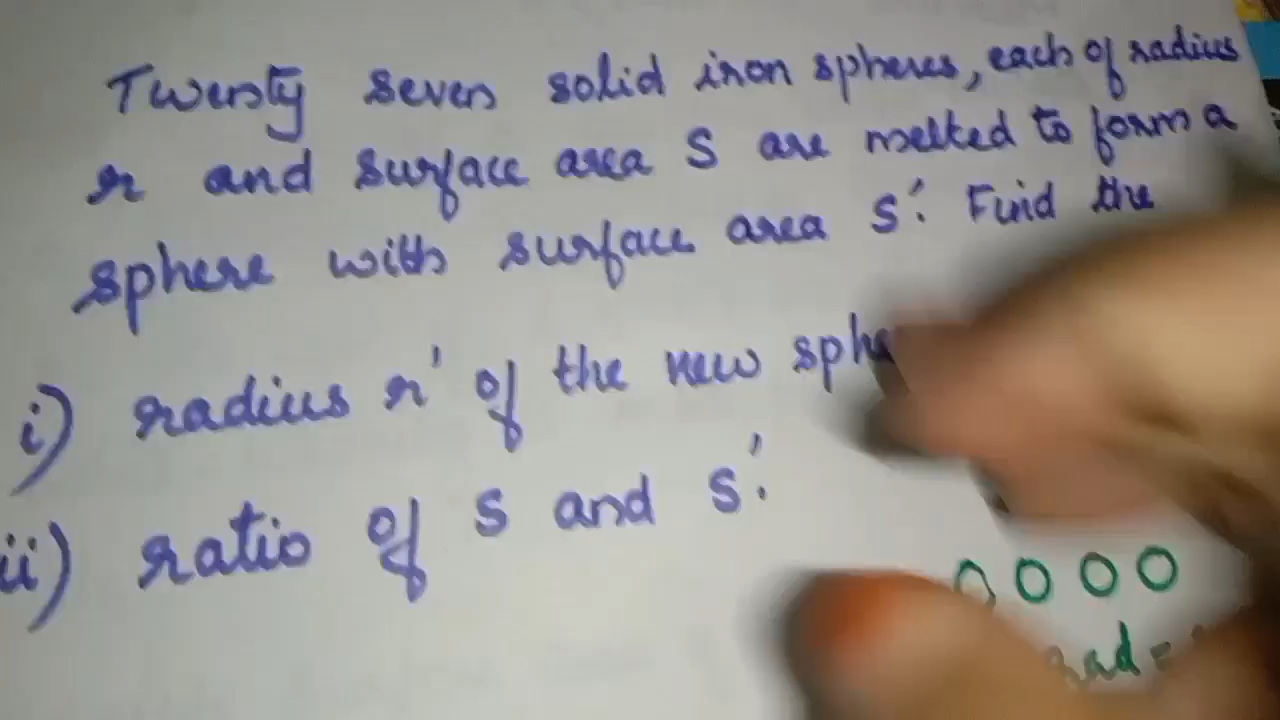 Twenty seven solid iron spheres, each of radius
r and surface area S are melted to form a
sphere with surface area S'. Find the
i) radius r' of the new
ii) ratio of S and S'.
rad =